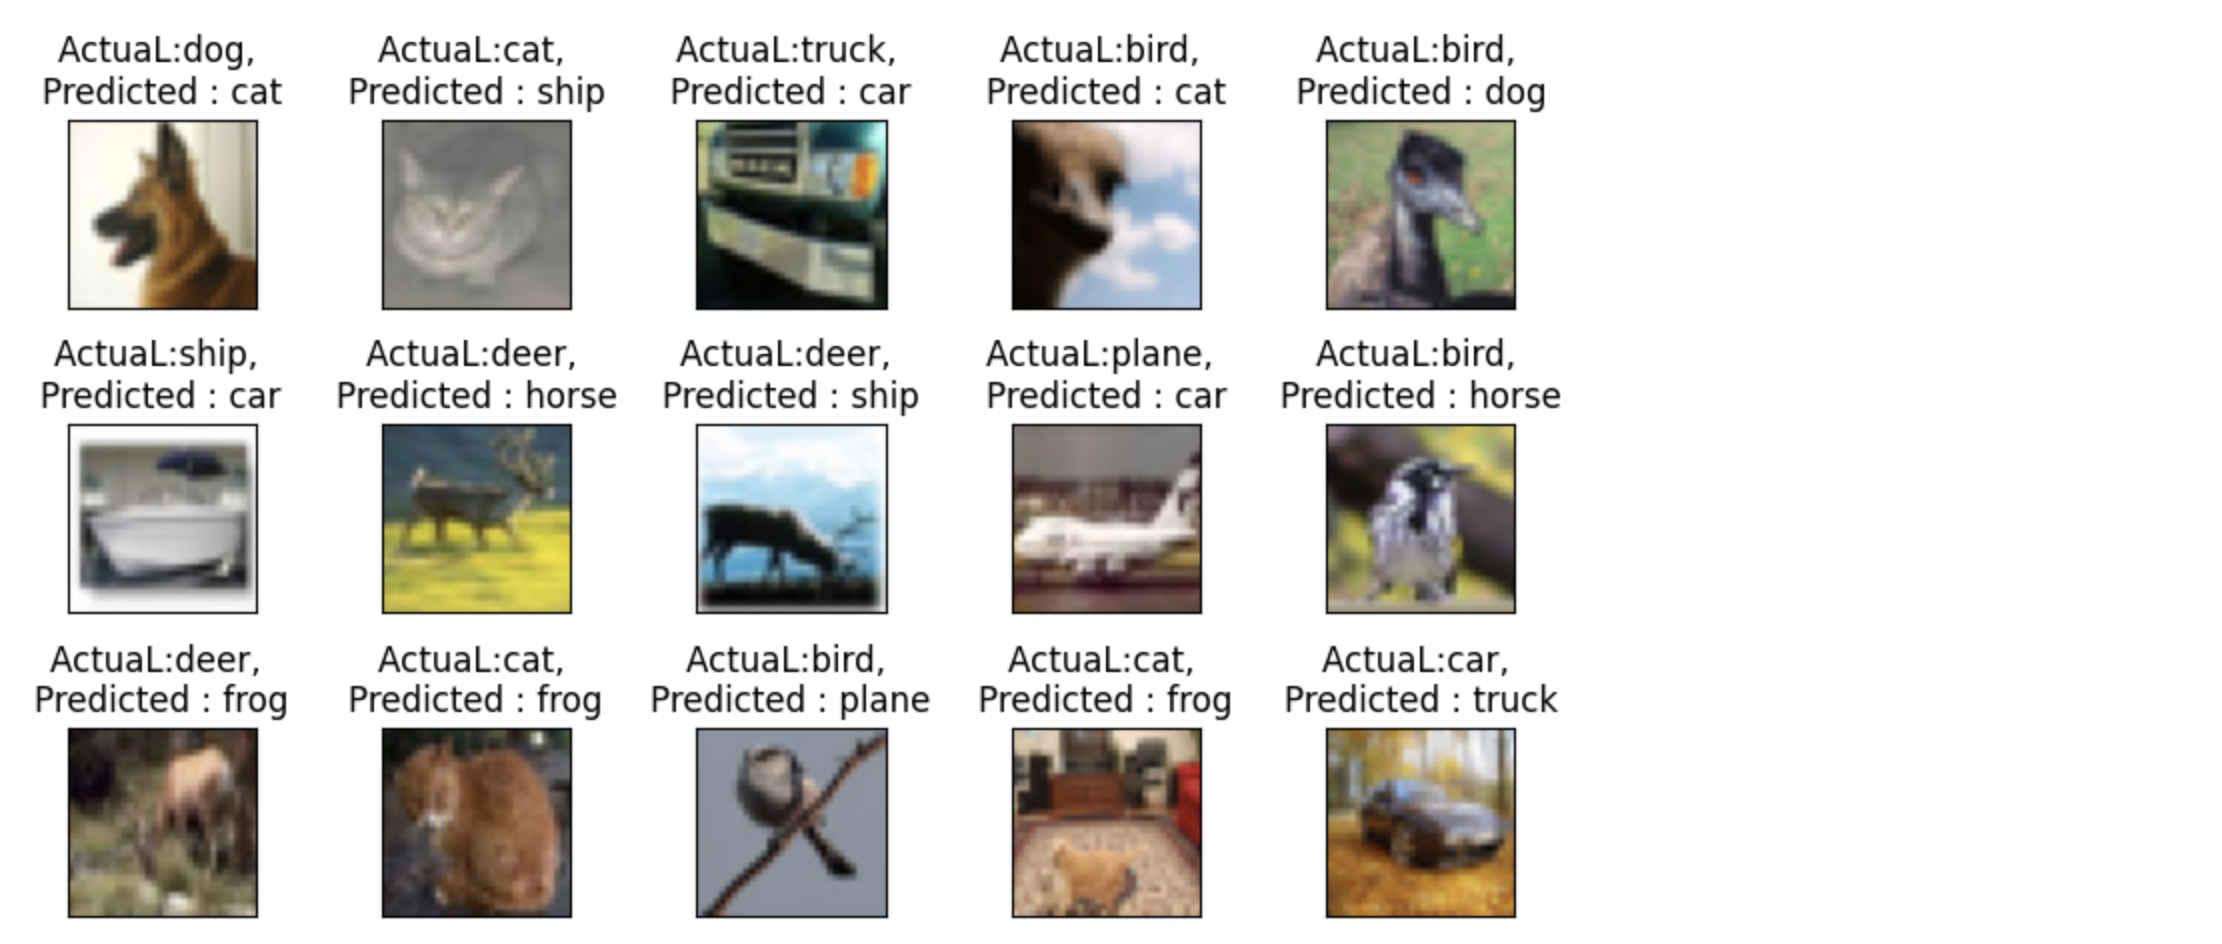 ActuaL:dog,
Predicted : cat
ActuaL:cat,
Predicted : ship
ActuaL:truck,
Predicted : car
ActuaL:bird,
Predicted : cat
ActuaL:bird,
Predicted : dog
ActuaL:ship,
Predicted : car
ActuaL:deer,
Predicted : horse
ActuaL:deer,
Predicted : ship
ActuaL:plane,
Predicted : car
ActuaL:bird,
Predicted : horse
ActuaL:deer,
Predicted : frog
ActuaL:cat,
Predicted : frog
ActuaL:bird,
Predicted : plane
ActuaL:cat,
Predicted : frog
ActuaL:car,
Predicted : truck